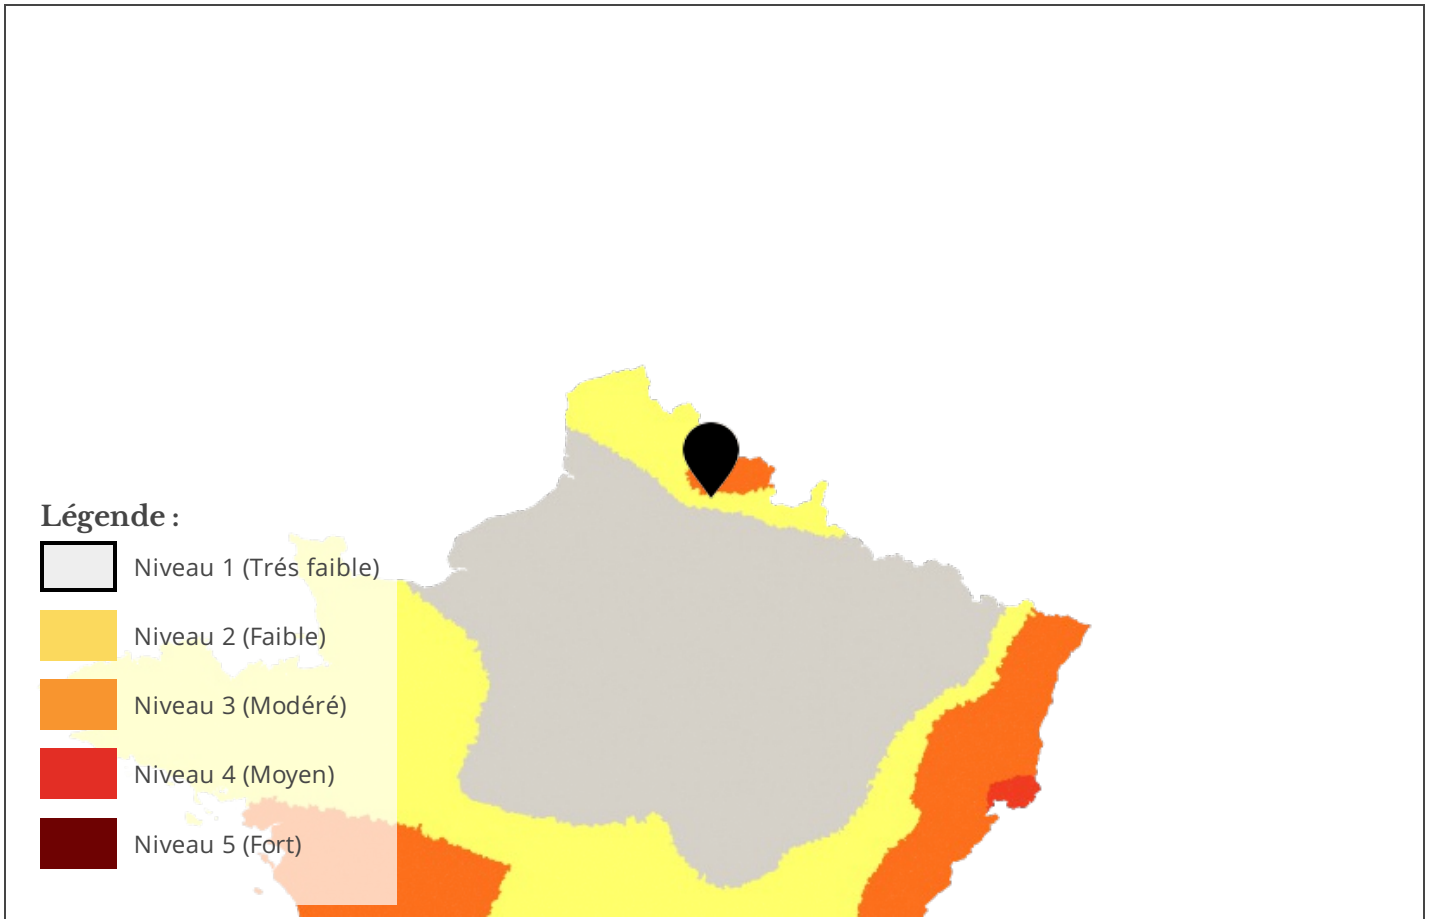 Légende :
Niveau 1 (Trés faible)
Niveau 2 (Faible)
Niveau 3 (Modéré)
Niveau 4 (Moyen)
Niveau 5 (Fort)